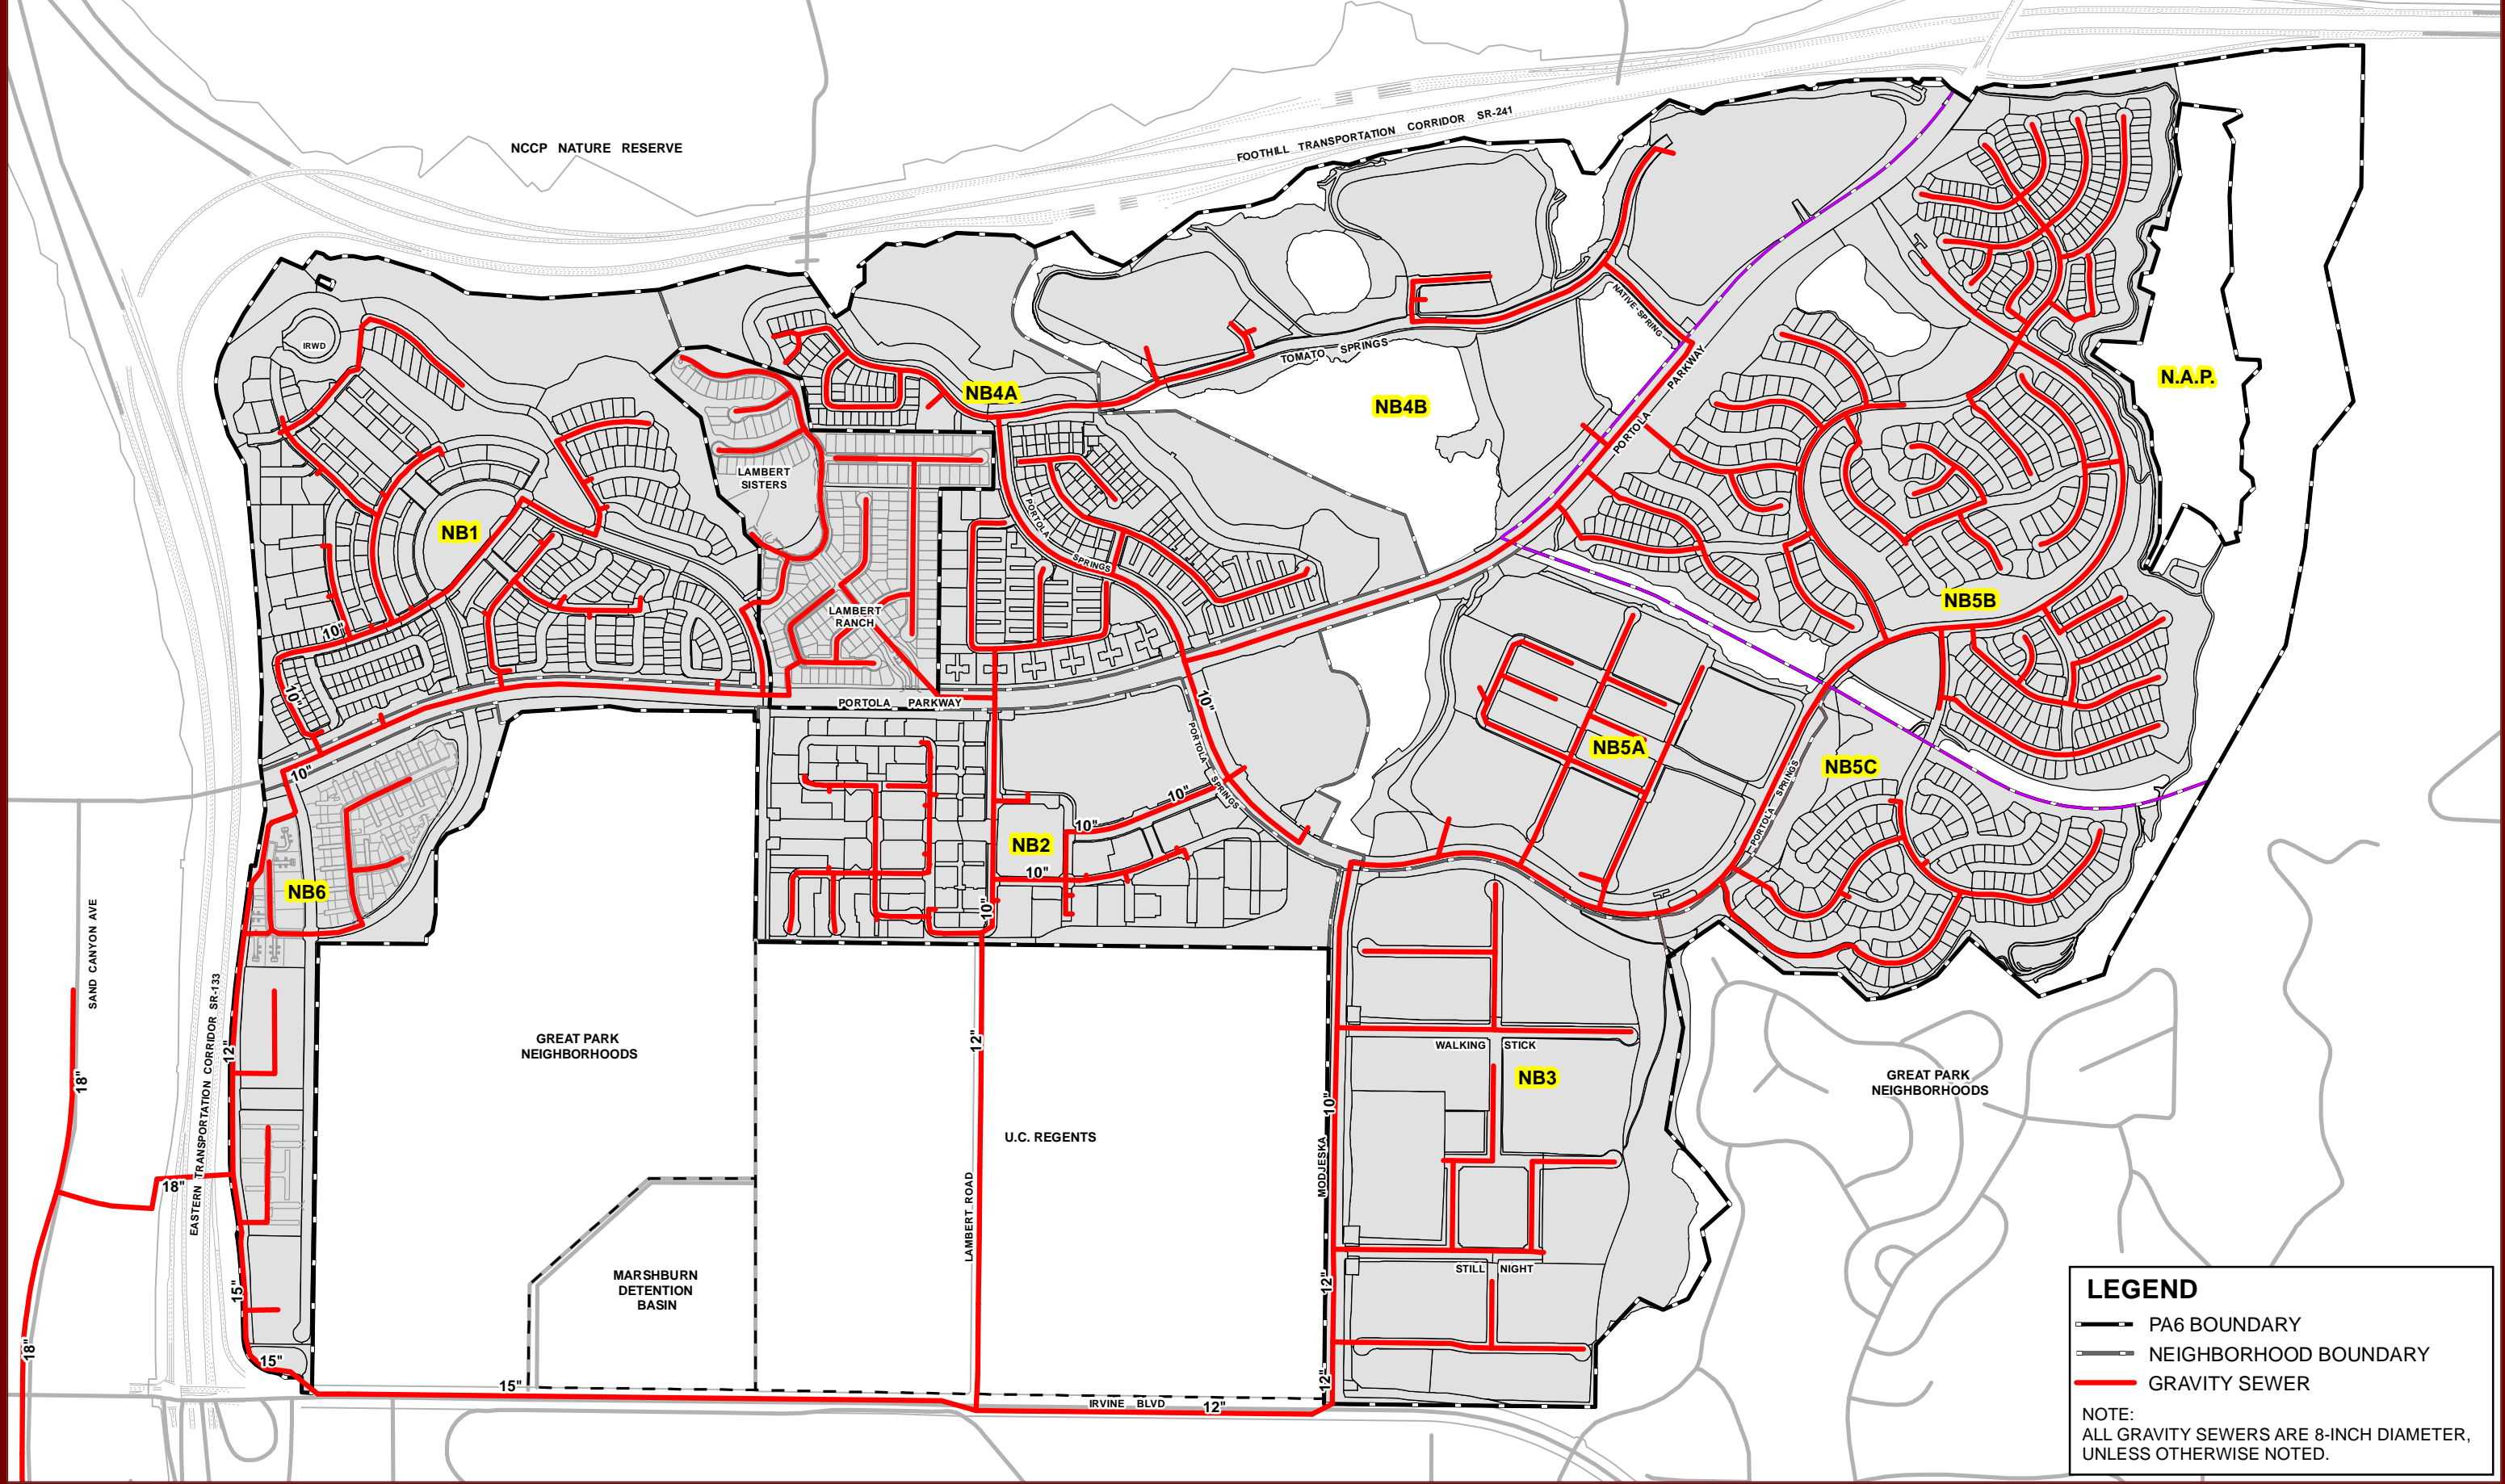 FOOTHILL TRANSPORTATION CORRIDOR SR-241
NCCP NATURE RESERVE
NATIVE SPRING
IRWD
TOMATO SPRINGS
N.A.P.
NB4A
NB4B
PORTOLA PARKWAY
LAMBERT
SISTERS
NB1
PORTOLA SPRINGS
LAMBERT
RANCH
NB5B
10"
10"
10"
PORTOLA PARKWAY
10"
PORTOLA SPRINGS
NB5A
NB5C
PORTOLA SPRINGS
10"
10"
NB2
10"
10"
NB6
SAND CANYON AVE
EASTERN TRANSPORTATION CORRIDOR SR-133
12"
18"
18"
15"
15"
18"
GREAT PARK
NEIGHBORHOODS
12"
U.C. REGENTS
LAMBERT ROAD
MARSHBURN
DETENTION
BASIN
WALKING STICK
NB3
10"
MODJESKA
12"
STILL NIGHT
12"
GREAT PARK
NEIGHBORHOODS
15"
IRVINE BLVD
12"
LEGEND
PA6 BOUNDARY
NEIGHBORHOOD BOUNDARY
GRAVITY SEWER
NOTE:
ALL GRAVITY SEWERS ARE 8-INCH DIAMETER,
UNLESS OTHERWISE NOTED.